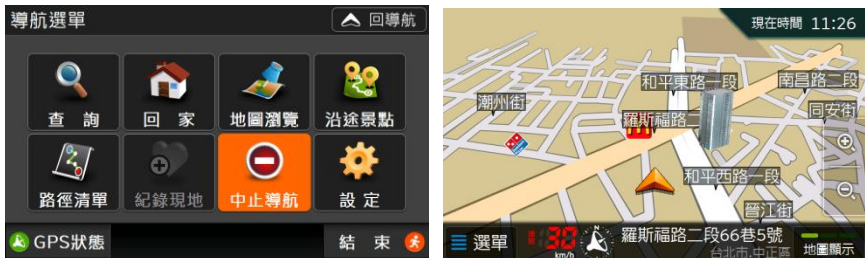 導航選單
回導航
查 詢
回 家
地圖瀏覽
沿途景點
路徑清單
紀錄現地
中止導航
設 定
GPS狀態
結 束
現在時間 11:26
和平東路一段
南昌路二段
潮州街
同安街
羅斯福路二
和平西路一段
晉江街
選單
30
km/h
N
羅斯福路二段66巷5號
台北市,中正區
地圖顯示